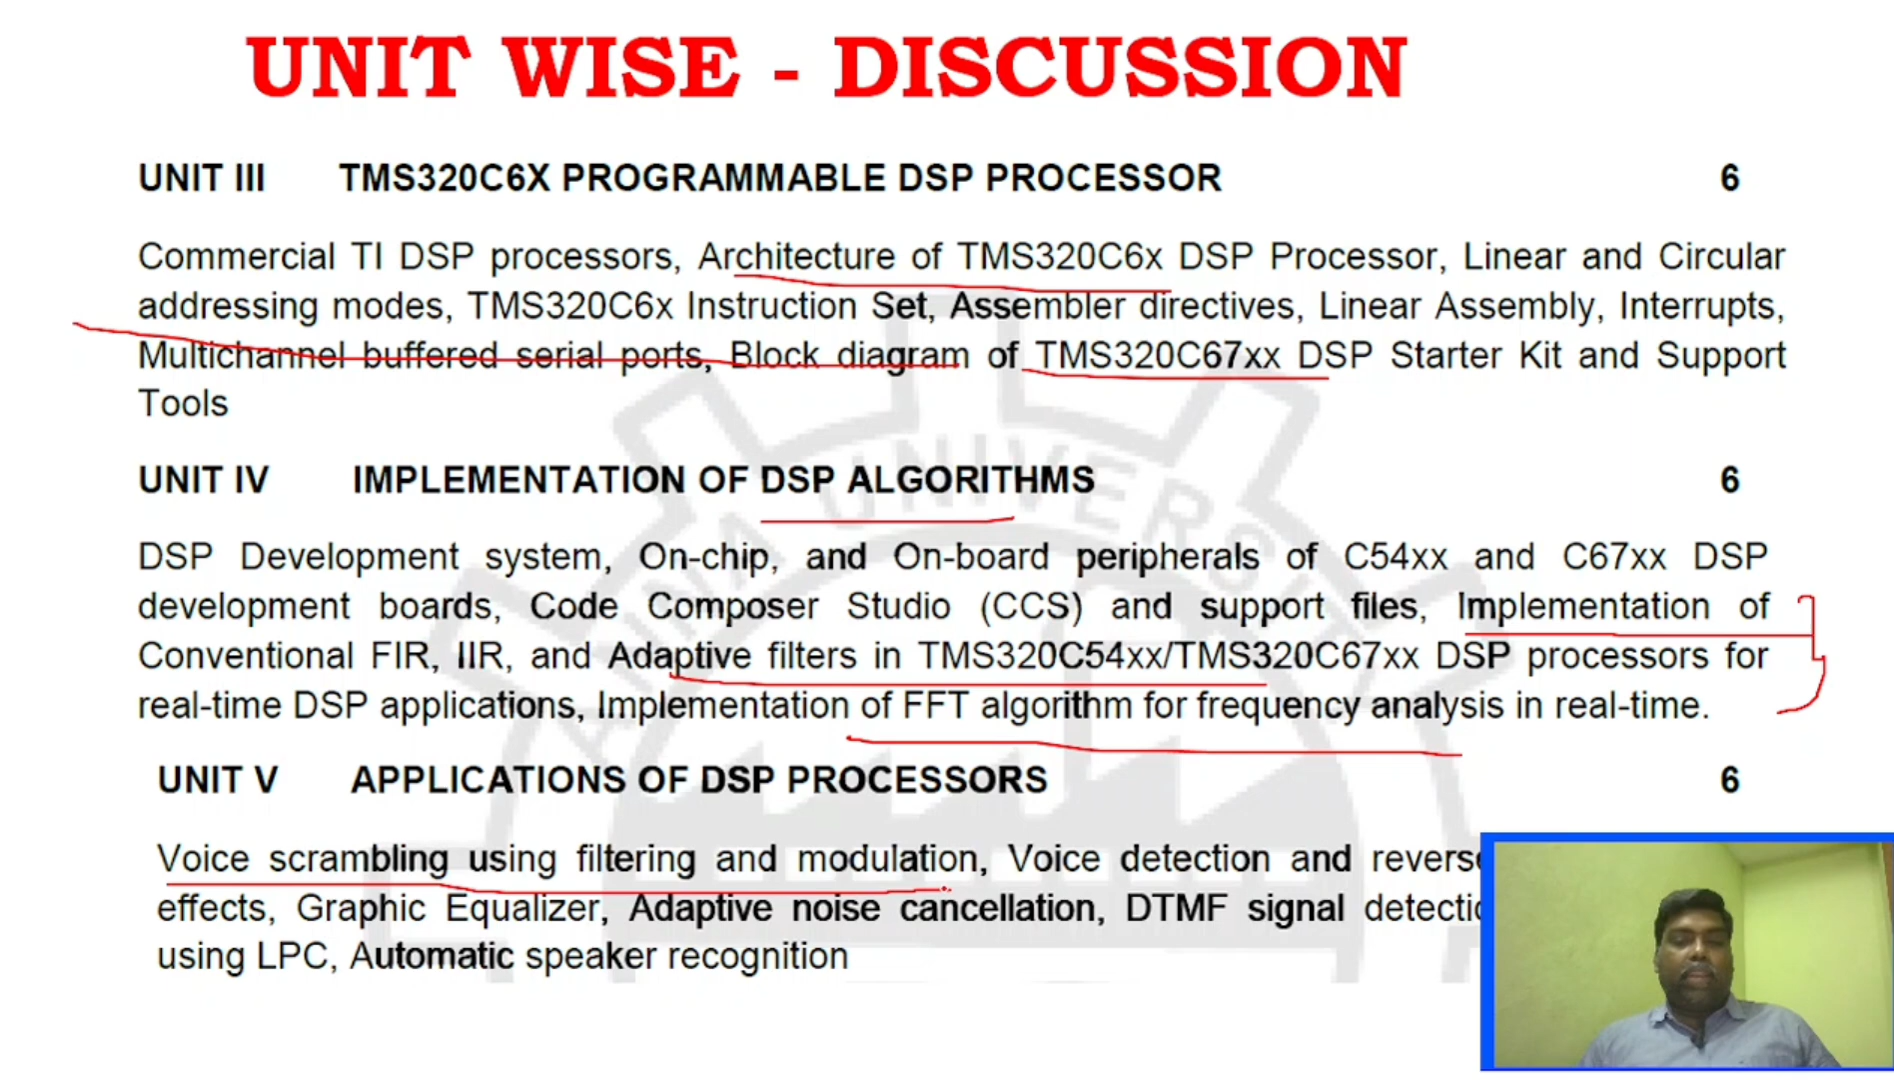 UNIT WISE - DISCUSSION
UNIT III TMS320C6X PROGRAMMABLE DSP PROCESSOR 6
Commercial TI DSP processors, Architecture of TMS320C6x DSP Processor, Linear and Circular
addressing modes, TMS320C6x Instruction Set, Assembler directives, Linear Assembly, Interrupts,
Multichannel buffered serial ports, Block diagram of TMS320C67xx DSP Starter Kit and Support
Tools
UNIT IV IMPLEMENTATION OF DSP ALGORITHMS 6
DSP Development system, On-chip, and On-board peripherals of C54xx and C67xx DSP
development boards, Code Composer Studio (CCS) and support files, Implementation of
Conventional FIR, IIR, and Adaptive filters in TMS320C54xx/TMS320C67xx DSP processors for
real-time DSP applications, Implementation of FFT algorithm for frequency analysis in real-time.
UNIT V APPLICATIONS OF DSP PROCESSORS 6
Voice scrambling using filtering and modulation, Voice detection and reverse
effects, Graphic Equalizer, Adaptive noise cancellation, DTMF signal
using LPC, Automatic speaker recognition